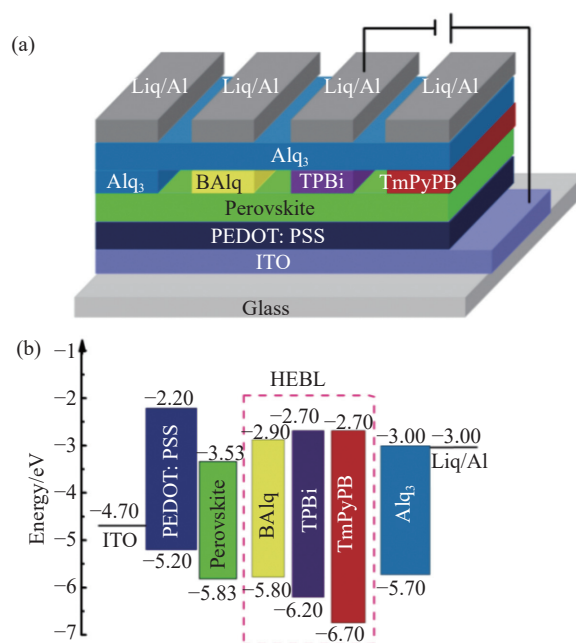 (a)
Liq/Al Liq/Al Liq/Al Liq/Al
Alq₃
Alq₃ BAlq TPBi TmPyPB
Perovskite
PEDOT: PSS
ITO
Glass
(b)
Energy/eV
−1
−2
−3
−4
−5
−6
−7
−4.70
ITO
−2.20
PEDOT: PSS
−5.20
−3.53
Perovskite
−5.83
HEBL
−2.90
BAlq
−5.80
−2.70
TPBi
−6.20
−2.70
TmPyPB
−6.70
−3.00
Alq₃
−5.70
−3.00
Liq/Al